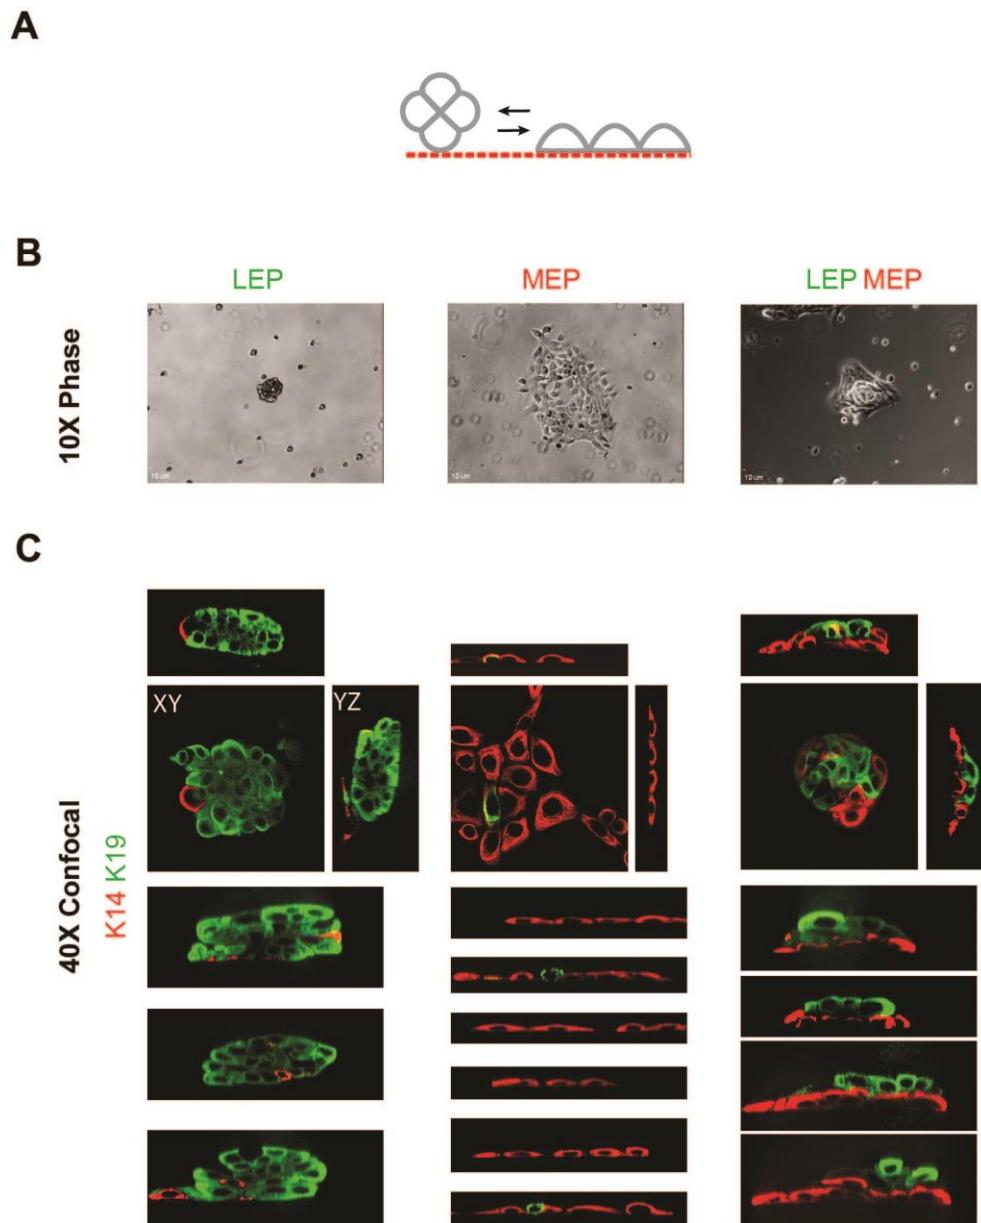 A
B
LEP
MEP
LEP MEP
10X Phase
10 um
10 um
10 um
C
XY
YZ
40X Confocal
K14 K19